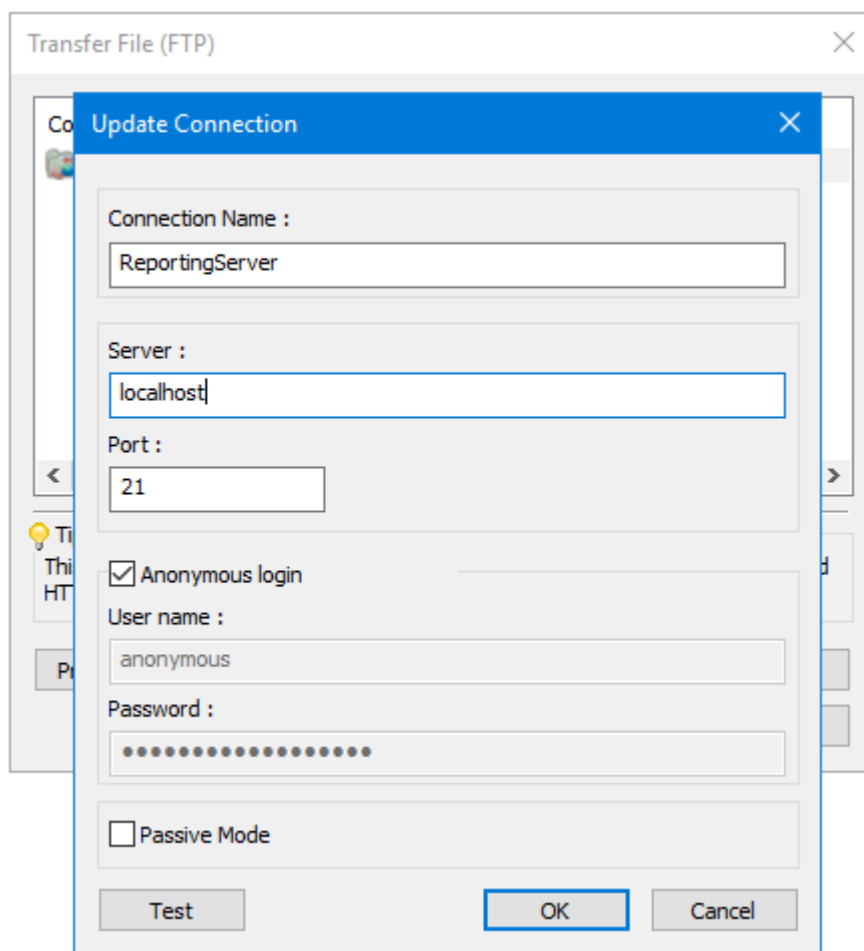 Transfer File (FTP)
Co
Update Connection
Connection Name :
ReportingServer
Server :
localhost
Port :
21
Anonymous login
User name :
anonymous
Password :
••••••••••••••••••
Passive Mode
Test
OK
Cancel